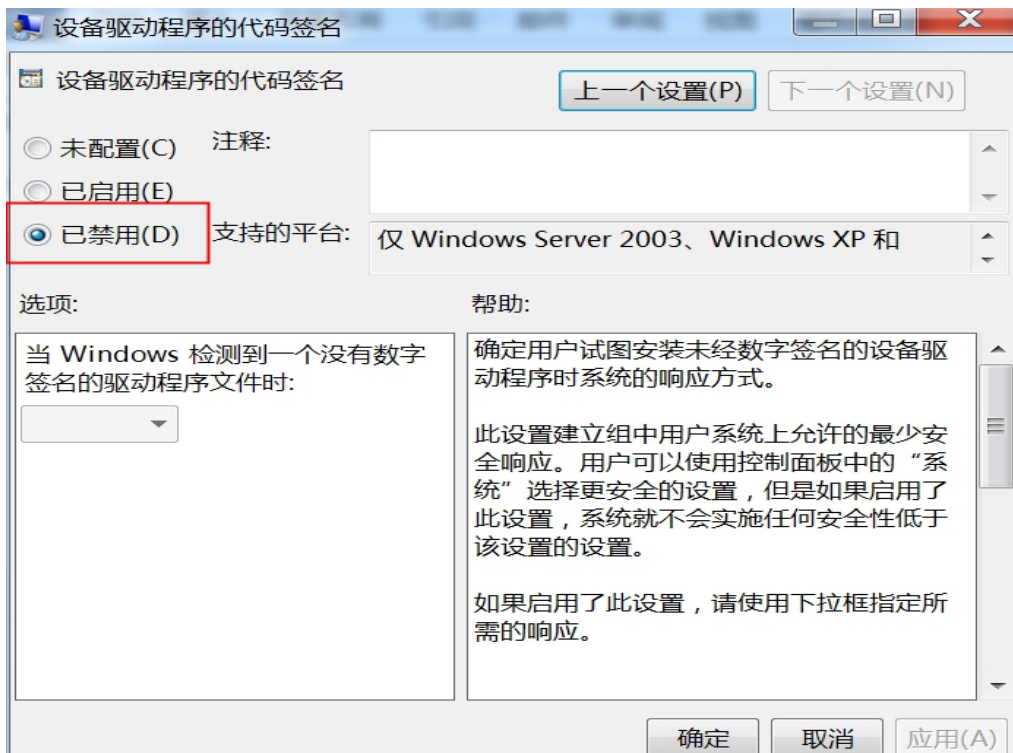 设备驱动程序的代码签名
设备驱动程序的代码签名
上一个设置(P)
下一个设置(N)
未配置(C)
注释:
已启用(E)
已禁用(D)
支持的平台:
仅 Windows Server 2003、Windows XP 和
选项:
帮助:
当 Windows 检测到一个没有数字
签名的驱动程序文件时:
确定用户试图安装未经数字签名的设备驱
动程序时系统的响应方式。
此设置建立组中用户系统上允许的最少安
全响应。用户可以使用控制面板中的“系
统”选择更安全的设置，但是如果启用了
此设置，系统就不会实施任何安全性低于
该设置的设置。
如果启用了此设置，请使用下拉框指定所
需的响应。
确定
取消
应用(A)